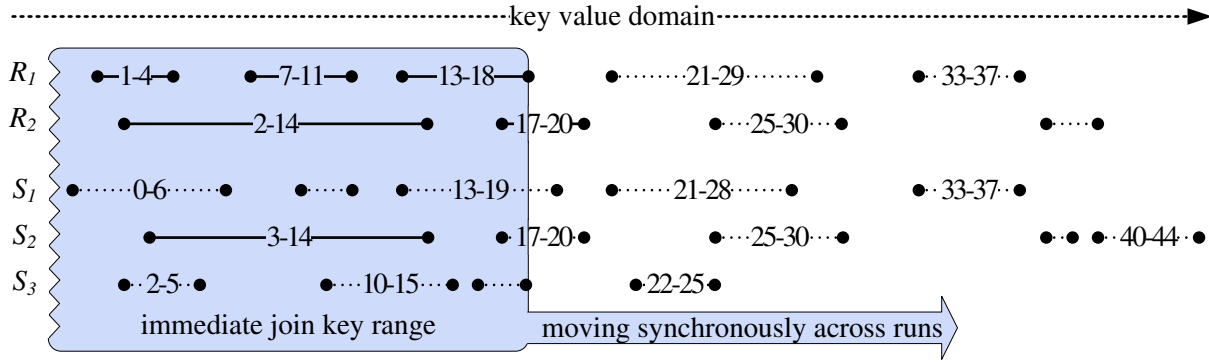 key value domain
R1 1-4 7-11 13-18 21-29 33-37
R2 2-14 17-20 25-30
S1 0-6 13-19 21-28 33-37
S2 3-14 17-20 25-30 40-44
S3 2-5 10-15 22-25
immediate join key range moving synchronously across runs